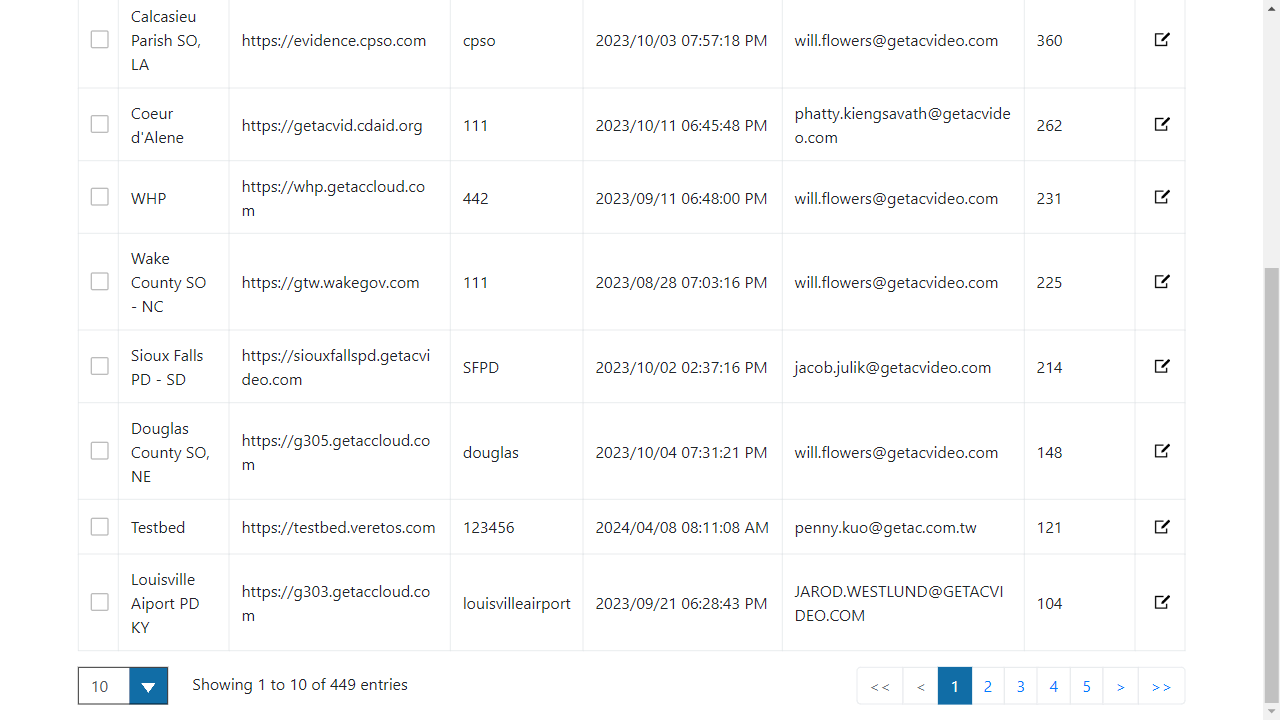 Calcasieu
Parish SO,
LA
https://evidence.cpso.com
cpso
2023/10/03 07:57:18 PM
will.flowers@getacvideo.com
360
Coeur
d'Alene
https://getacvid.cdaid.org
111
2023/10/11 06:45:48 PM
phatty.kiengsavath@getacvide
o.com
262
WHP
https://whp.getaccloud.co
m
442
2023/09/11 06:48:00 PM
will.flowers@getacvideo.com
231
Wake
County SO
- NC
https://gtw.wakegov.com
111
2023/08/28 07:03:16 PM
will.flowers@getacvideo.com
225
Sioux Falls
PD - SD
https://siouxfallspd.getacvi
deo.com
SFPD
2023/10/02 02:37:16 PM
jacob.julik@getacvideo.com
214
Douglas
County SO,
NE
https://g305.getaccloud.co
m
douglas
2023/10/04 07:31:21 PM
will.flowers@getacvideo.com
148
Testbed
https://testbed.veretos.com
123456
2024/04/08 08:11:08 AM
penny.kuo@getac.com.tw
121
Louisville
Aiport PD
KY
https://g303.getaccloud.co
m
louisvilleairport
2023/09/21 06:28:43 PM
JAROD.WESTLUND@GETACVI
DEO.COM
104
10
Showing 1 to 10 of 449 entries
<< < 1 2 3 4 5 > >>